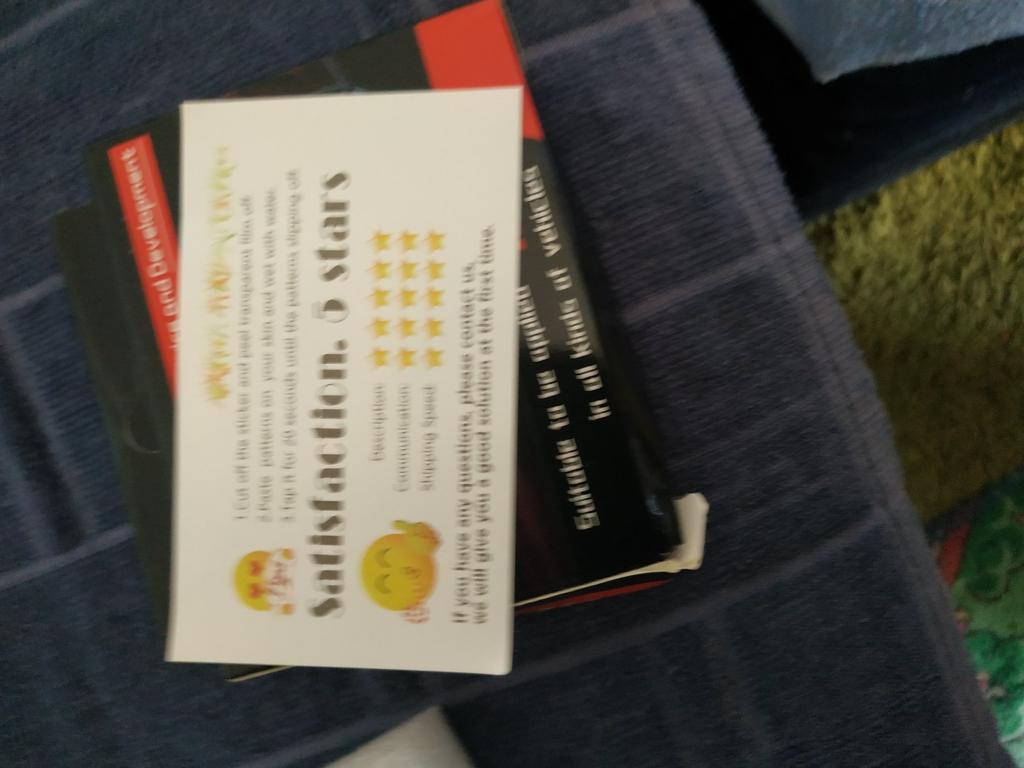 1.Cut off the sticker and peel transparent film off.
2.Paste patterns on your skin and wet with water.
3.Tap it for 20 seconds until the patterns slipping off.
Satisfaction. 5 stars
Description
Communication
Shipping Speed
If you have any questions, please contact us,
we will give you a good solution at the first time.
and Development
Suitable to be applied
in all kinds of vehicles